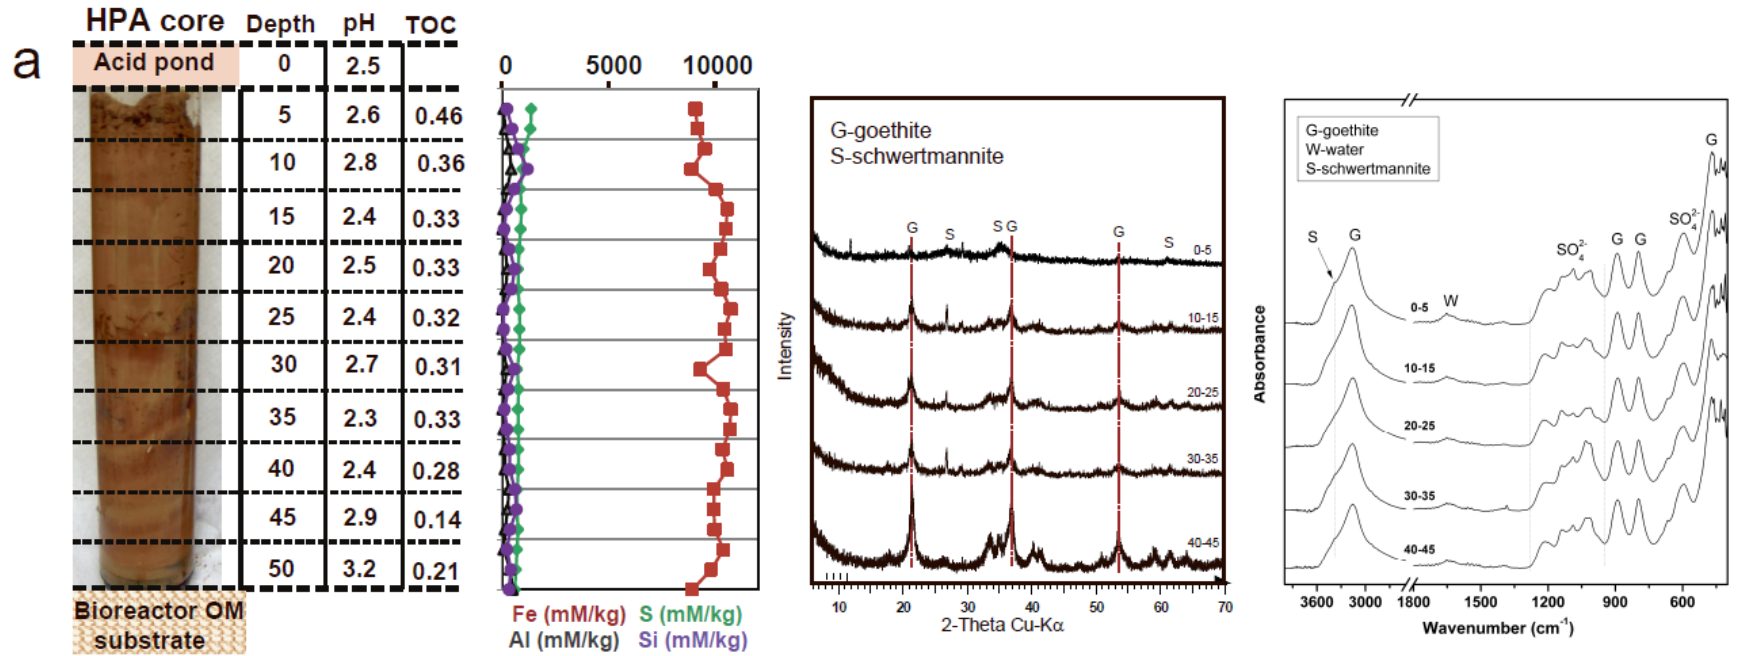 a
HPA core Depth pH TOC
Acid pond 0 2.5
5 2.6 0.46
10 2.8 0.36
15 2.4 0.33
20 2.5 0.33
25 2.4 0.32
30 2.7 0.31
35 2.3 0.33
40 2.4 0.28
45 2.9 0.14
50 3.2 0.21
Bioreactor OM
substrate
0 5000 10000
Fe (mM/kg) S (mM/kg)
Al (mM/kg) Si (mM/kg)
G-goethite
S-schwertmannite
G S S G G S
0-5
10-15
20-25
30-35
40-45
Intensity
10 20 30 40 50 60 70
2-Theta Cu-Kα
G-goethite
W-water
S-schwertmannite
S G W SO₄²⁻ G G SO₄²⁻ G
0-5
10-15
20-25
30-35
40-45
Absorbance
3600 3000 1800 1500 1200 900 600
Wavenumber (cm⁻¹)